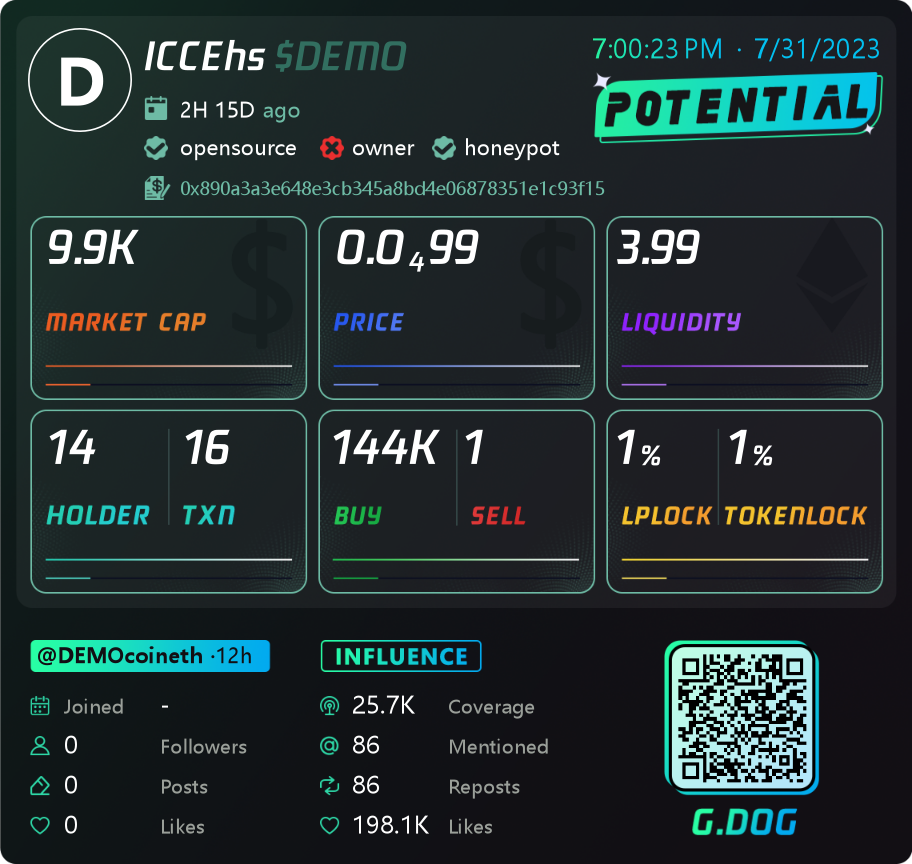 D
ICCEhs $DEMO
7:00:23 PM · 7/31/2023
POTENTIAL
2H 15D ago
opensource owner honeypot
0x890a3a3e648e3cb345a8bd4e06878351e1c93f15
9.9K
MARKET CAP
0.0₄99
PRICE
3.99
LIQUIDITY
14 16
HOLDER TXN
144K 1
BUY SELL
1% 1%
LPLOCK TOKENLOCK
@DEMOcoineth ·12h
Joined -
0 Followers
0 Posts
0 Likes
INFLUENCE
25.7K Coverage
86 Mentioned
86 Reposts
198.1K Likes
G.DOG